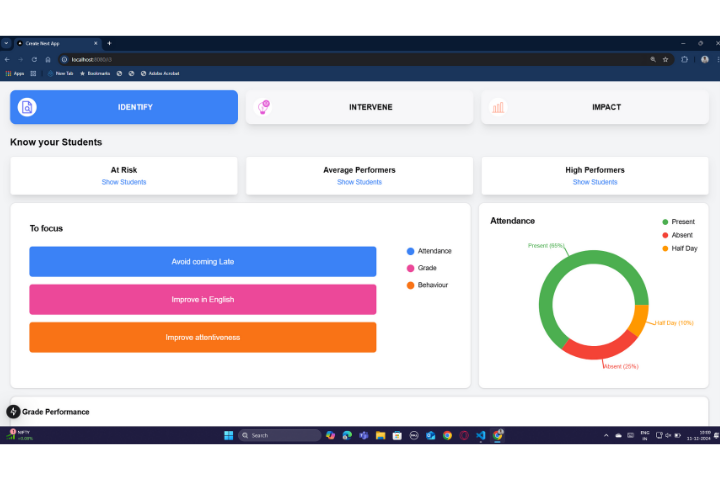 Create Next App
localhost:8080/#
Apps
New Tab
Bookmarks
Adobe Acrobat
IDENTIFY
INTERVENE
IMPACT
Know your Students
At Risk
Show Students
Average Performers
Show Students
High Performers
Show Students
To focus
Avoid coming Late
Improve in English
Improve attentiveness
Attendance
Grade
Behaviour
Attendance
Present
Absent
Half Day
Present (65%)
Half Day (10%)
Absent (25%)
Grade Performance
NIFTY
Search
ENG
IN